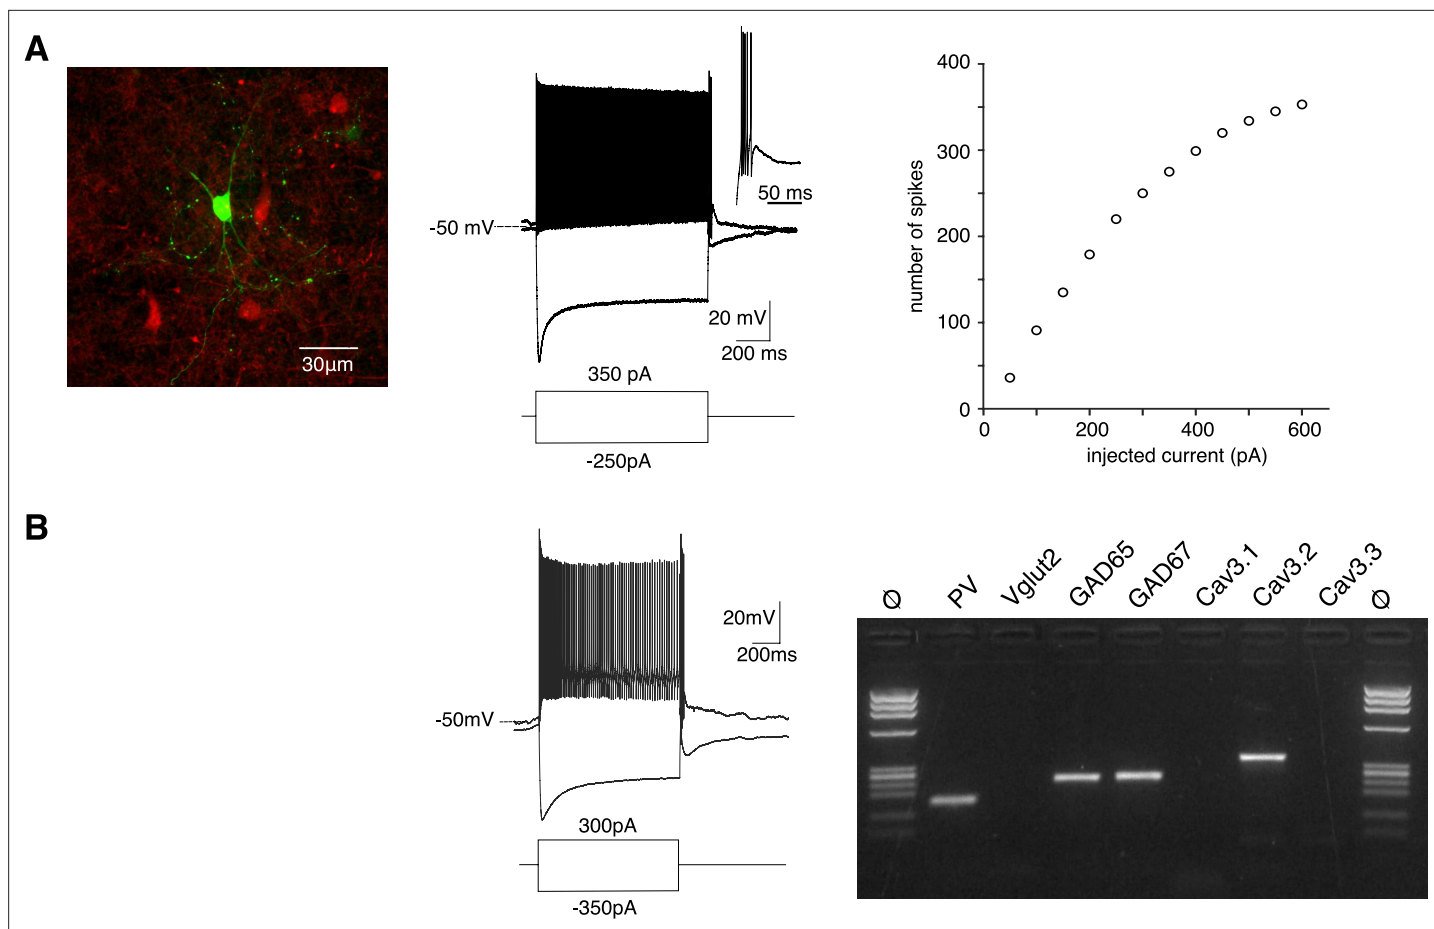 A
30µm
-50 mV
50 ms
20 mV
200 ms
350 pA
-250pA
number of spikes
400
300
200
100
0
0
200
400
600
injected current (pA)
B
-50mV
20mV
200ms
300pA
-350pA
Φ
PV
Vglut2
GAD65
GAD67
Cav3.1
Cav3.2
Cav3.3
Φ